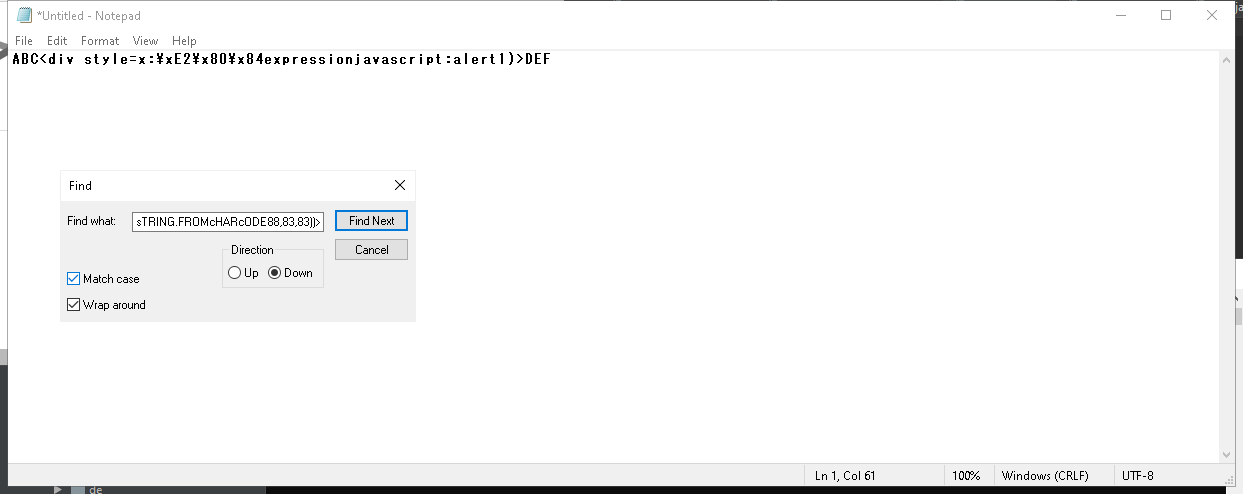 *Untitled - Notepad
File Edit Format View Help
ABC<div style=x:¥xE2¥x80¥x84expressionjavascript:alert1)>DEF
Find
Find what: sTRING.FROMcHARcODE88,83,83))> Find Next
Direction Cancel
Up Down
Match case
Wrap around
Ln 1, Col 61 100% Windows (CRLF) UTF-8
de